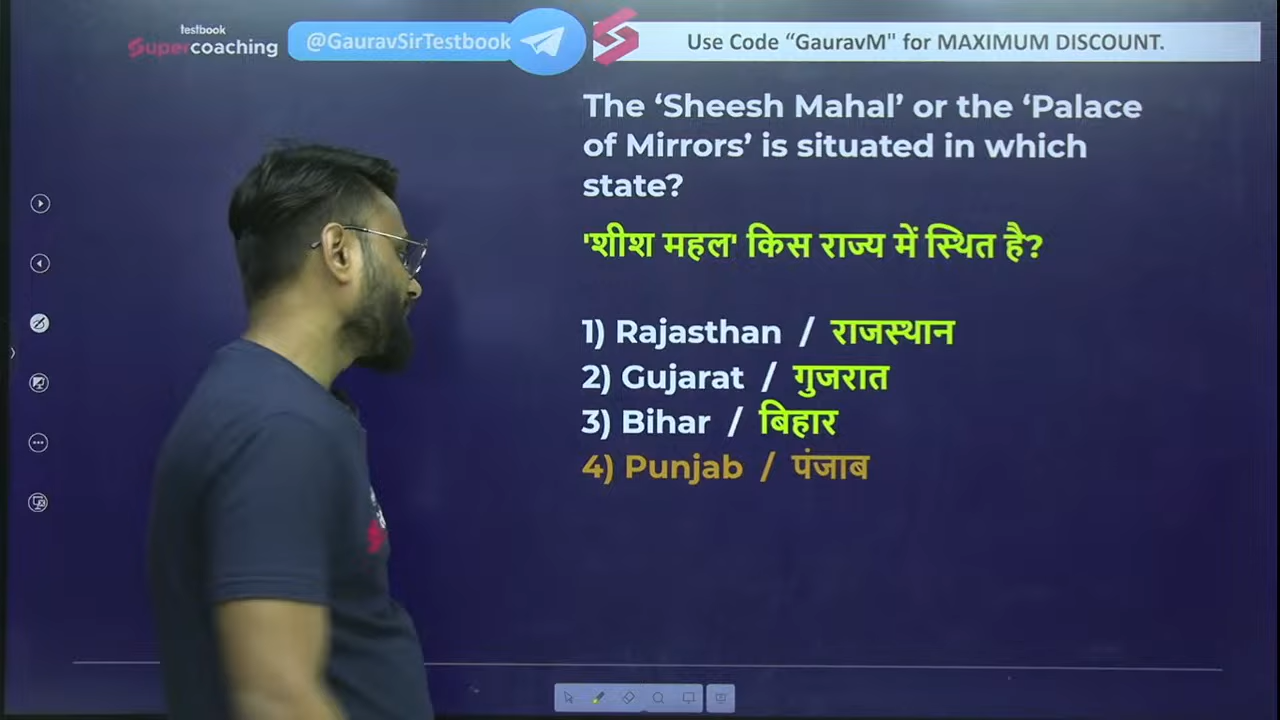 testbook
Supercoaching
@GauravSirTestbook
Use Code “GauravM" for MAXIMUM DISCOUNT.
The ‘Sheesh Mahal’ or the ‘Palace
of Mirrors’ is situated in which
state?
'शीश महल' किस राज्य में स्थित है?
1) Rajasthan / राजस्थान
2) Gujarat / गुजरात
3) Bihar / बिहार
4) Punjab / पंजाब